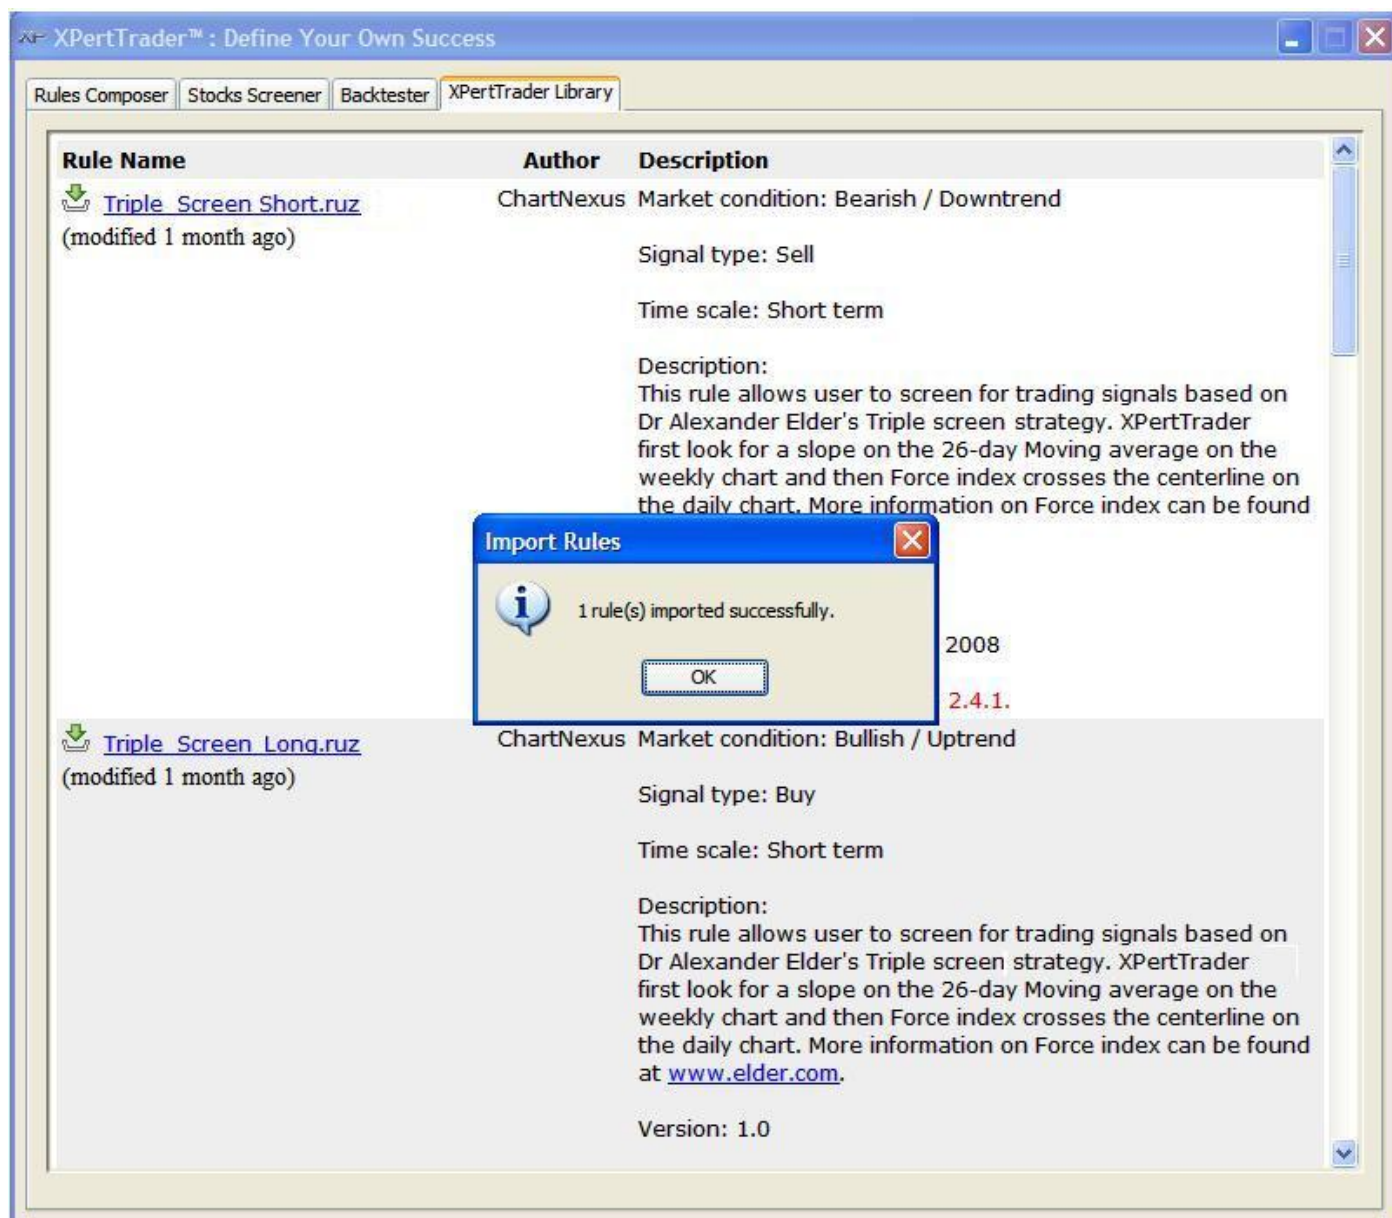 XPertTrader™ : Define Your Own Success
Rules Composer Stocks Screener Backtester XPertTrader Library
Rule Name Author Description
Triple_Screen Short.ruz ChartNexus Market condition: Bearish / Downtrend
(modified 1 month ago)
Signal type: Sell
Time scale: Short term
Description:
This rule allows user to screen for trading signals based on
Dr Alexander Elder's Triple screen strategy. XPertTrader
first look for a slope on the 26-day Moving average on the
weekly chart and then Force index crosses the centerline on
the daily chart. More information on Force index can be found
Import Rules
1 rule(s) imported successfully.
OK
2008
2.4.1.
Triple_Screen_Long.ruz ChartNexus Market condition: Bullish / Uptrend
(modified 1 month ago)
Signal type: Buy
Time scale: Short term
Description:
This rule allows user to screen for trading signals based on
Dr Alexander Elder's Triple screen strategy. XPertTrader
first look for a slope on the 26-day Moving average on the
weekly chart and then Force index crosses the centerline on
the daily chart. More information on Force index can be found
at www.elder.com.
Version: 1.0